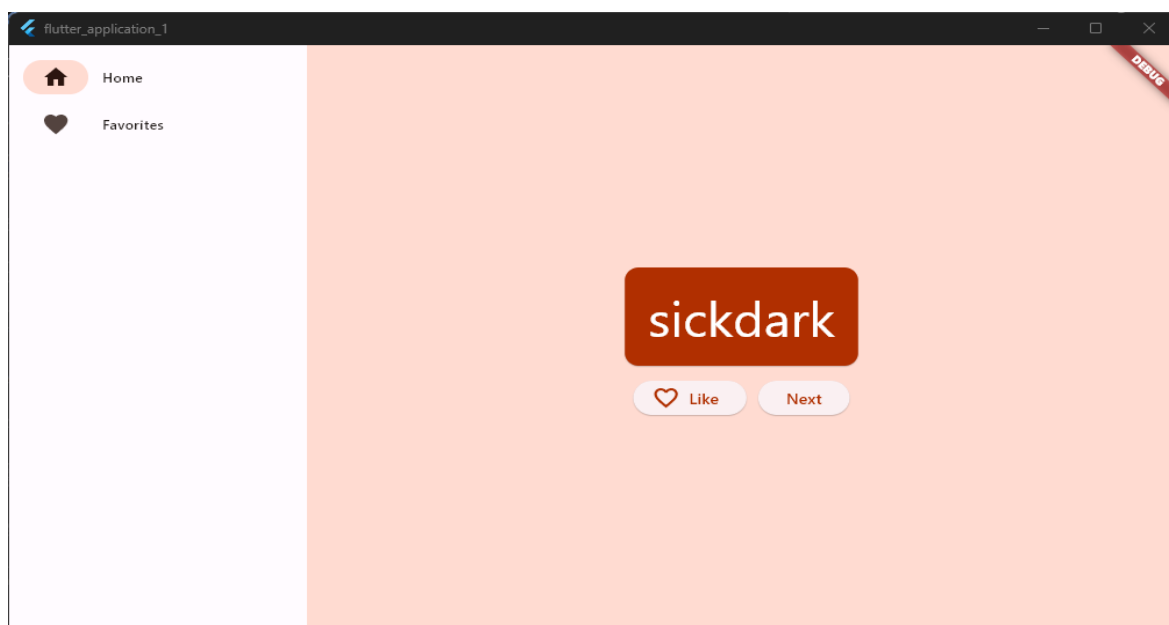 flutter_application_1
DEBUG
Home
Favorites
sickdark
Like
Next